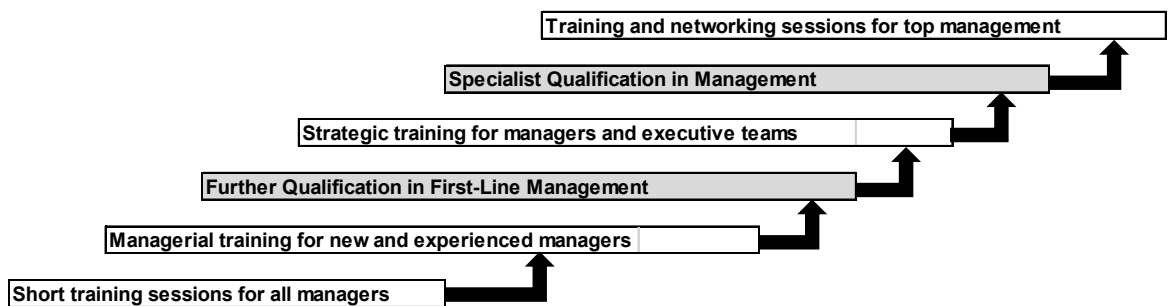 Training and networking sessions for top management
Specialist Qualification in Management
Strategic training for managers and executive teams
Further Qualification in First-Line Management
Managerial training for new and experienced managers
Short training sessions for all managers